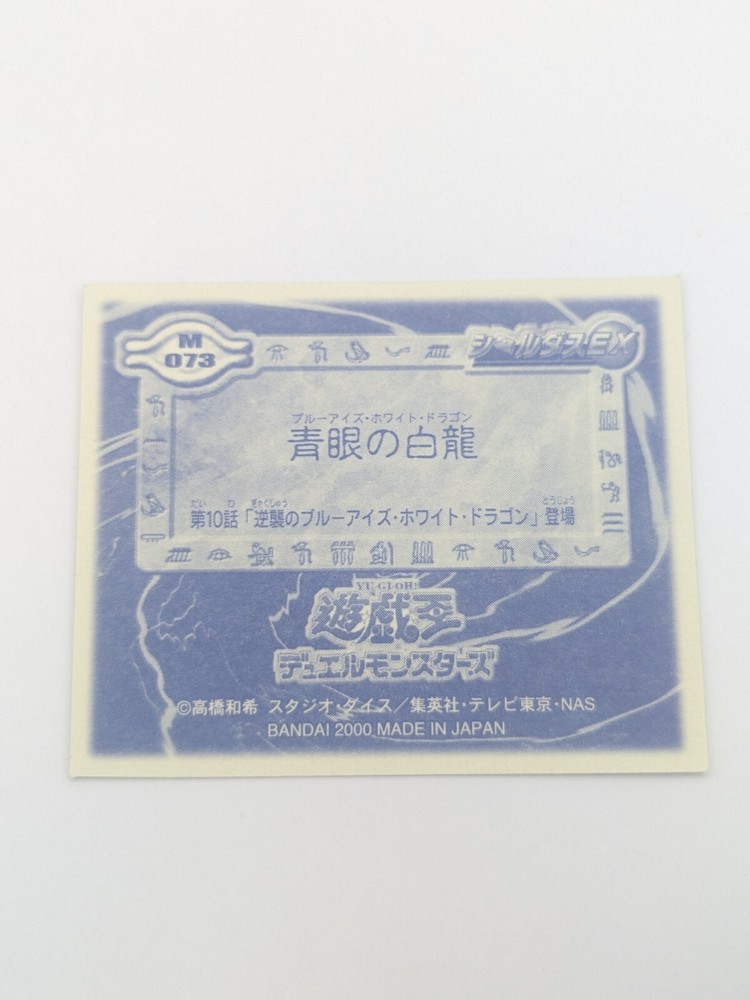 M
073
シールダスEX
ブルーアイズ・ホワイト・ドラゴン
青眼の白龍
だい わ ぎゃくしゅう とうじょう
第10話「逆襲のブルーアイズ・ホワイト・ドラゴン」登場
YU-GI-OH!
遊戯王
デュエルモンスターズ
©高橋和希 スタジオ・ダイス／集英社・テレビ東京・NAS
BANDAI 2000 MADE IN JAPAN